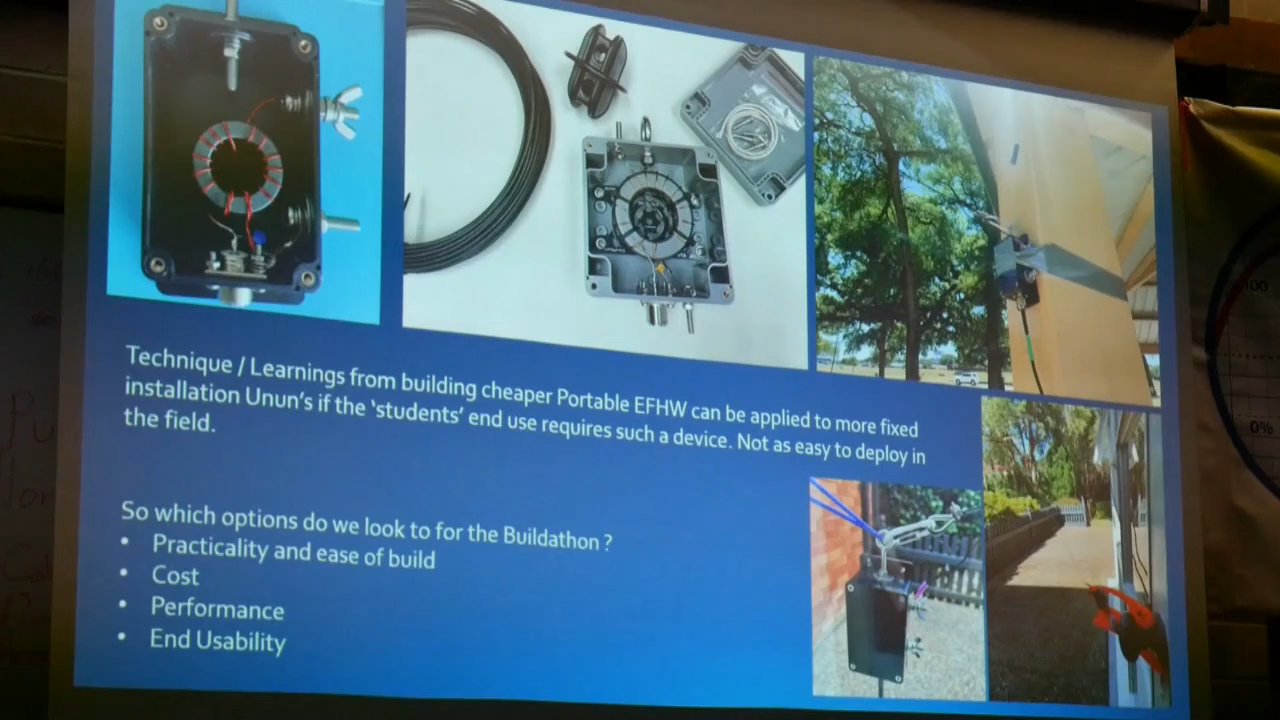 Technique / Learnings from building cheaper Portable EFHW can be applied to more fixed
installation Unun's if the 'students' end use requires such a device. Not as easy to deploy in
the field.
So which options do we look to for the Buildathon ?
• Practicality and ease of build
• Cost
• Performance
• End Usability
100
0%